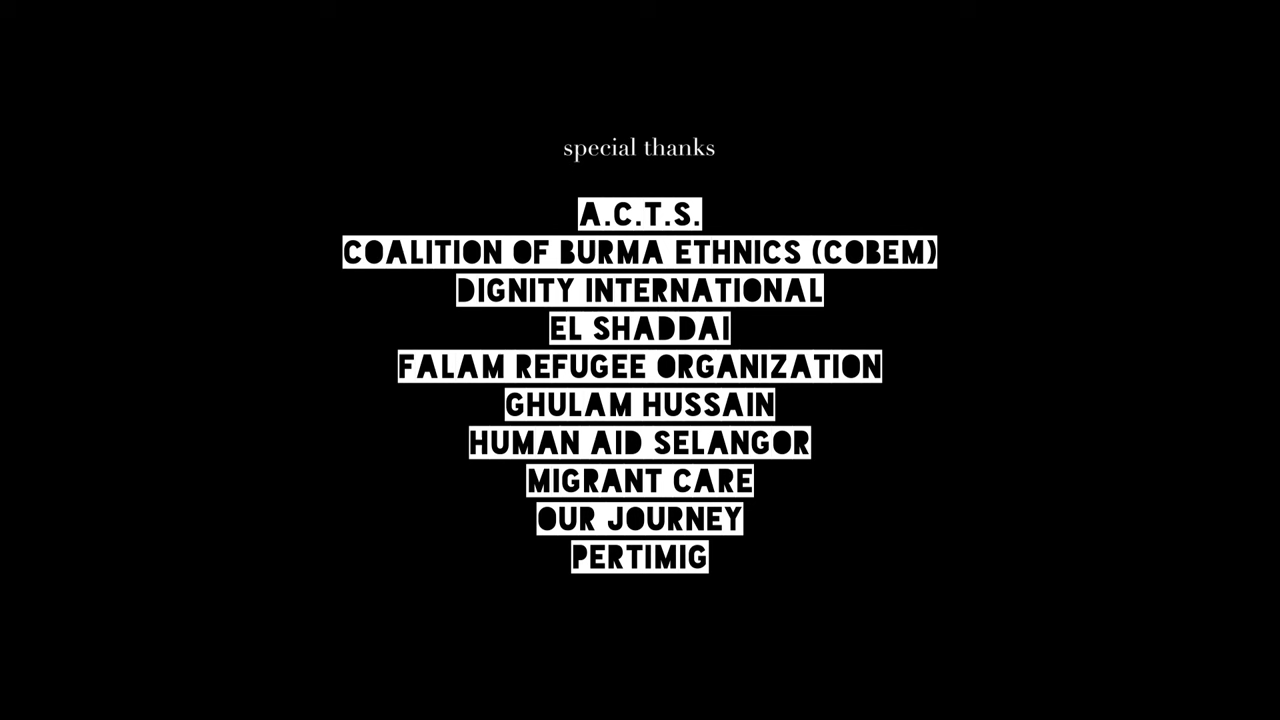 special thanks
A.C.T.S.
COALITION OF BURMA ETHNICS (COBEM)
DIGNITY INTERNATIONAL
EL SHADDAI
FALAM REFUGEE ORGANIZATION
GHULAM HUSSAIN
HUMAN AID SELANGOR
MIGRANT CARE
OUR JOURNEY
PERTIMIG